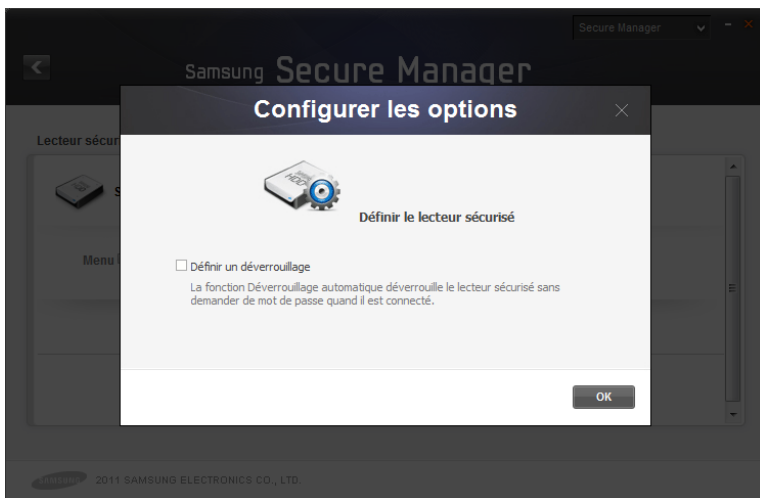 Secure Manager
samsung Secure Manager
Configurer les options
Lecteur sécur
HDD
S
Définir le lecteur sécurisé
Menu
Définir un déverrouillage
La fonction Déverrouillage automatique déverrouille le lecteur sécurisé sans
demander de mot de passe quand il est connecté.
OK
SAMSUNG 2011 SAMSUNG ELECTRONICS CO., LTD.